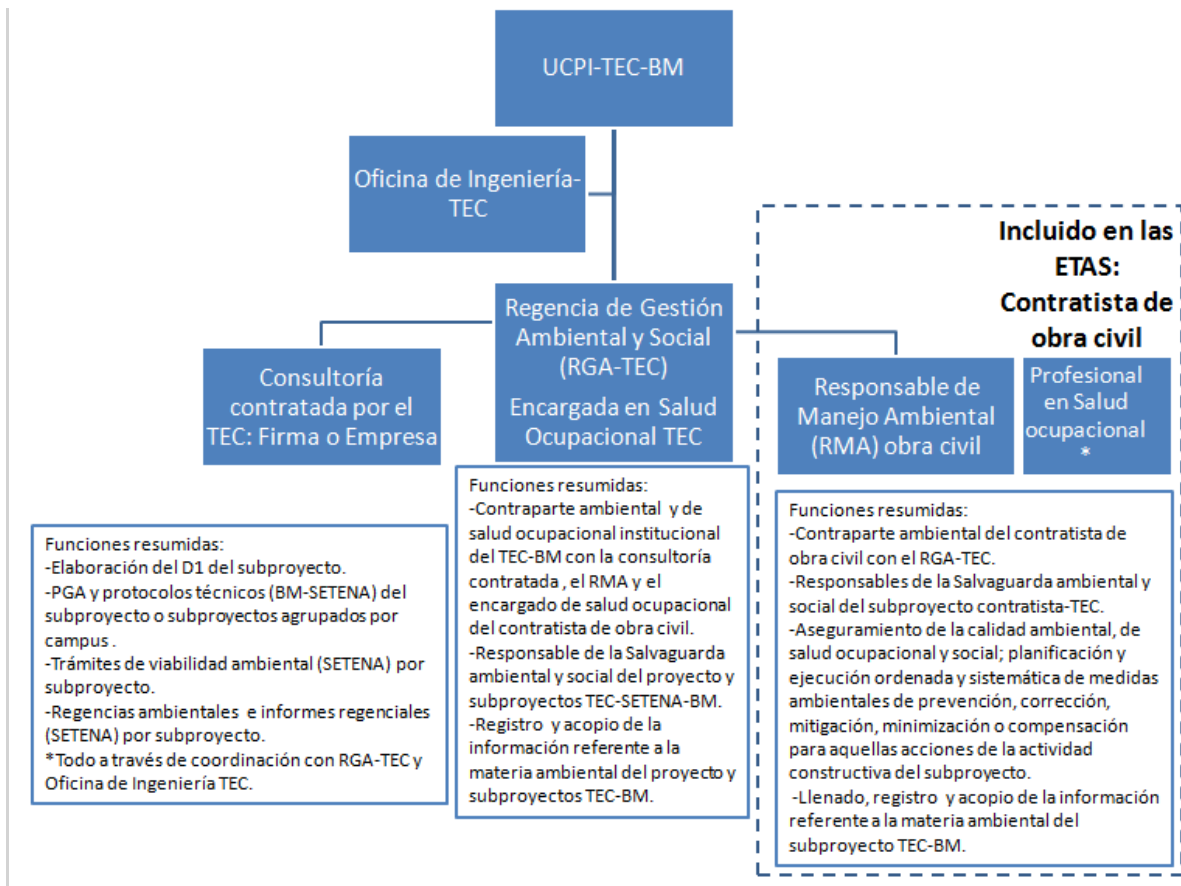 UCPI-TEC-BM
Oficina de Ingeniería-
TEC
Incluido en las
ETAS:
Contratista de
obra civil
Regencia de Gestión
Ambiental y Social
(RGA-TEC)
Encargada en Salud
Ocupacional TEC
Consultoría
contratada por el
TEC: Firma o Empresa
Responsable de
Manejo Ambiental
(RMA) obra civil
Profesional
en Salud
ocupacional
*
Funciones resumidas:
-Elaboración del D1 del subproyecto.
-PGA y protocolos técnicos (BM-SETENA) del
subproyecto o subproyectos agrupados por
campus .
-Trámites de viabilidad ambiental (SETENA) por
subproyecto.
-Regencias ambientales e informes regenciales
(SETENA) por subproyecto.
*Todo a través de coordinación con RGA-TEC y
Oficina de Ingeniería TEC.
Funciones resumidas:
-Contraparte ambiental y de
salud ocupacional institucional
del TEC-BM con la consultoría
contratada , el RMA y el
encargado de salud ocupacional
del contratista de obra civil.
-Responsable de la Salvaguarda
ambiental y social del proyecto y
subproyectos TEC-SETENA-BM.
-Registro y acopio de la
información referente a la
materia ambiental del proyecto y
subproyectos TEC-BM.
Funciones resumidas:
-Contraparte ambiental del contratista de
obra civil con el RGA-TEC.
-Responsables de la Salvaguarda ambiental y
social del subproyecto contratista-TEC.
-Aseguramiento de la calidad ambiental, de
salud ocupacional y social; planificación y
ejecución ordenada y sistemática de medidas
ambientales de prevención, corrección,
mitigación, minimización o compensación
para aquellas acciones de la actividad
constructiva del subproyecto.
-Llenado, registro y acopio de la información
referente a la materia ambiental del
subproyecto TEC-BM.